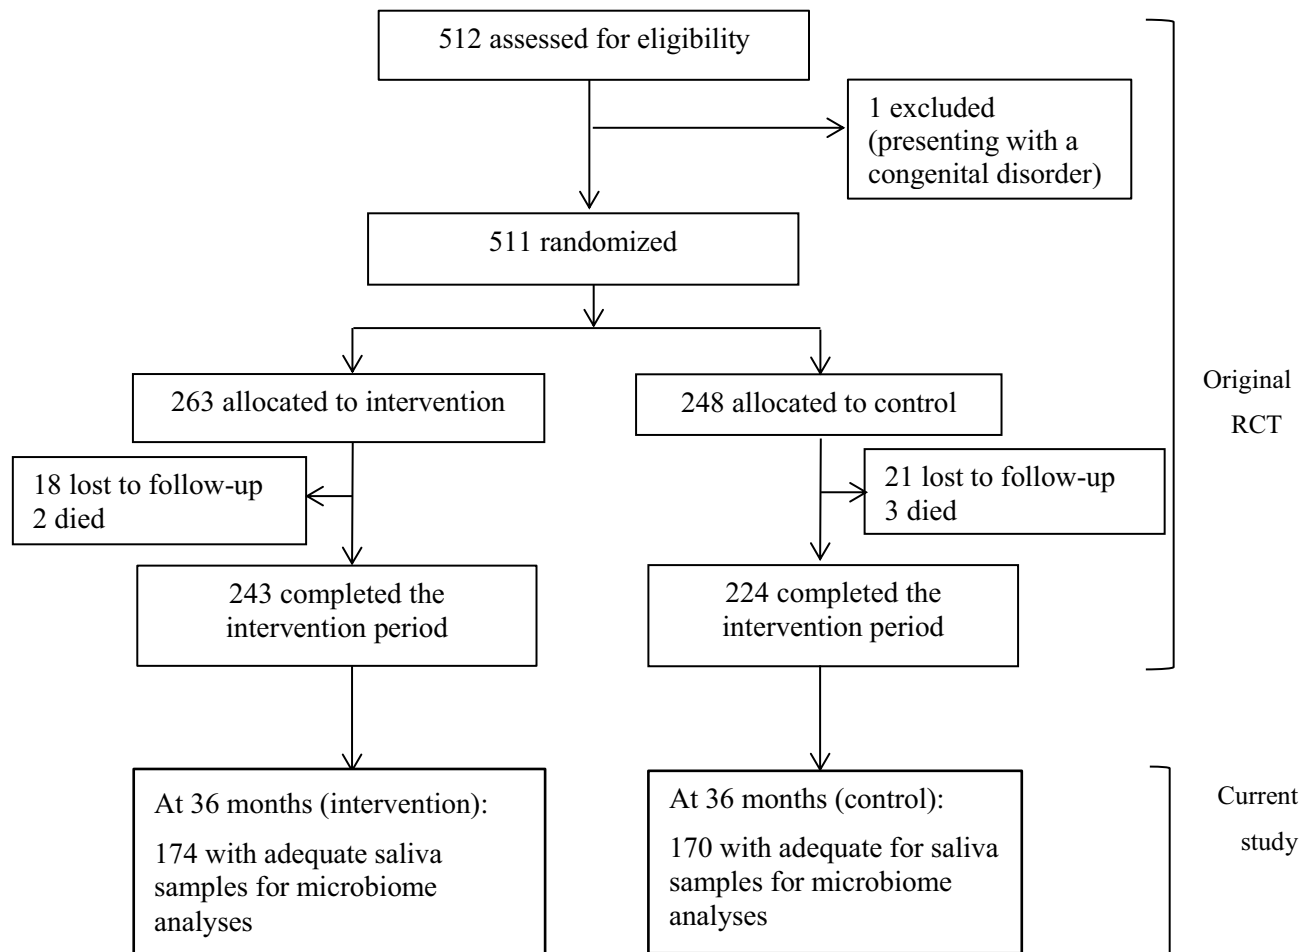 512 assessed for eligibility
1 excluded
(presenting with a
congenital disorder)
511 randomized
263 allocated to intervention
248 allocated to control
Original
RCT
18 lost to follow-up
2 died
21 lost to follow-up
3 died
243 completed the
intervention period
224 completed the
intervention period
At 36 months (intervention):
174 with adequate saliva
samples for microbiome
analyses
At 36 months (control):
170 with adequate for saliva
samples for microbiome
analyses
Current
study